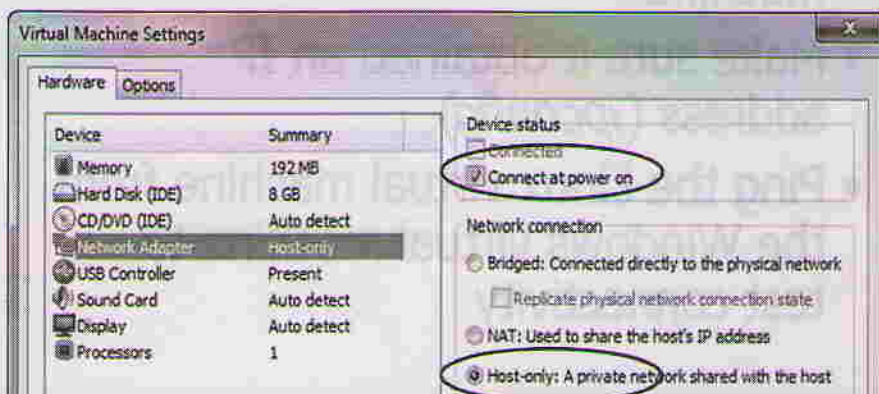 Virtual Machine Settings
Hardware Options
Device Summary
Memory 192 MB
Hard Disk (IDE) 8 GB
CD/DVD (IDE) Auto detect
Network Adapter Host-only
USB Controller Present
Sound Card Auto detect
Display Auto detect
Processors 1
Device status
Connected
Connect at power on
Network connection
Bridged: Connected directly to the physical network
Replicate physical network connection state
NAT: Used to share the host's IP address
Host-only: A private network shared with the host